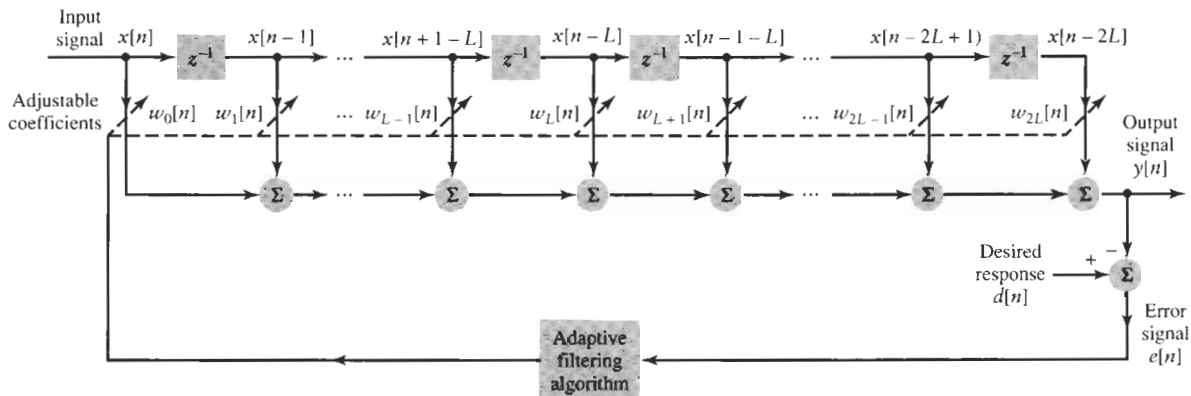 Input signal
x[n]
z⁻¹
x[n − 1]
...
x[n + 1 − L]
z⁻¹
x[n − L]
z⁻¹
x[n − 1 − L]
...
x[n − 2L + 1)
z⁻¹
x[n − 2L]
Adjustable coefficients
w₀[n]
w₁[n]
...
w_{L − 1}[n]
w_L[n]
w_{L + 1}[n]
...
w_{2L − 1}[n]
w_{2L}[n]
Output signal y[n]
Σ
...
Σ
Σ
Σ
...
Σ
Σ
Desired response d[n]
+
−
Σ
Error signal e[n]
Adaptive filtering algorithm